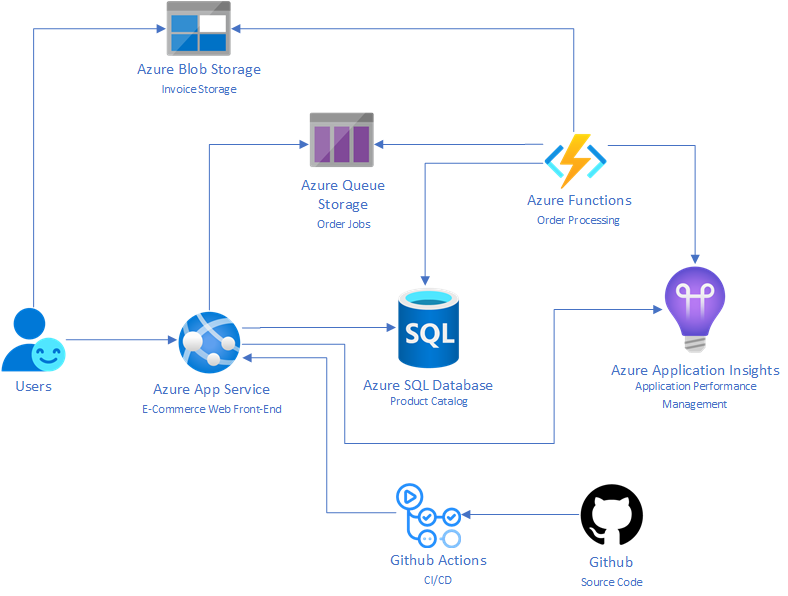 Azure Blob Storage
Invoice Storage
Azure Queue
Storage
Order Jobs
Azure Functions
Order Processing
SQL
Users
Azure App Service
E-Commerce Web Front-End
Azure SQL Database
Product Catalog
Azure Application Insights
Application Performance
Management
Github Actions
CI/CD
Github
Source Code